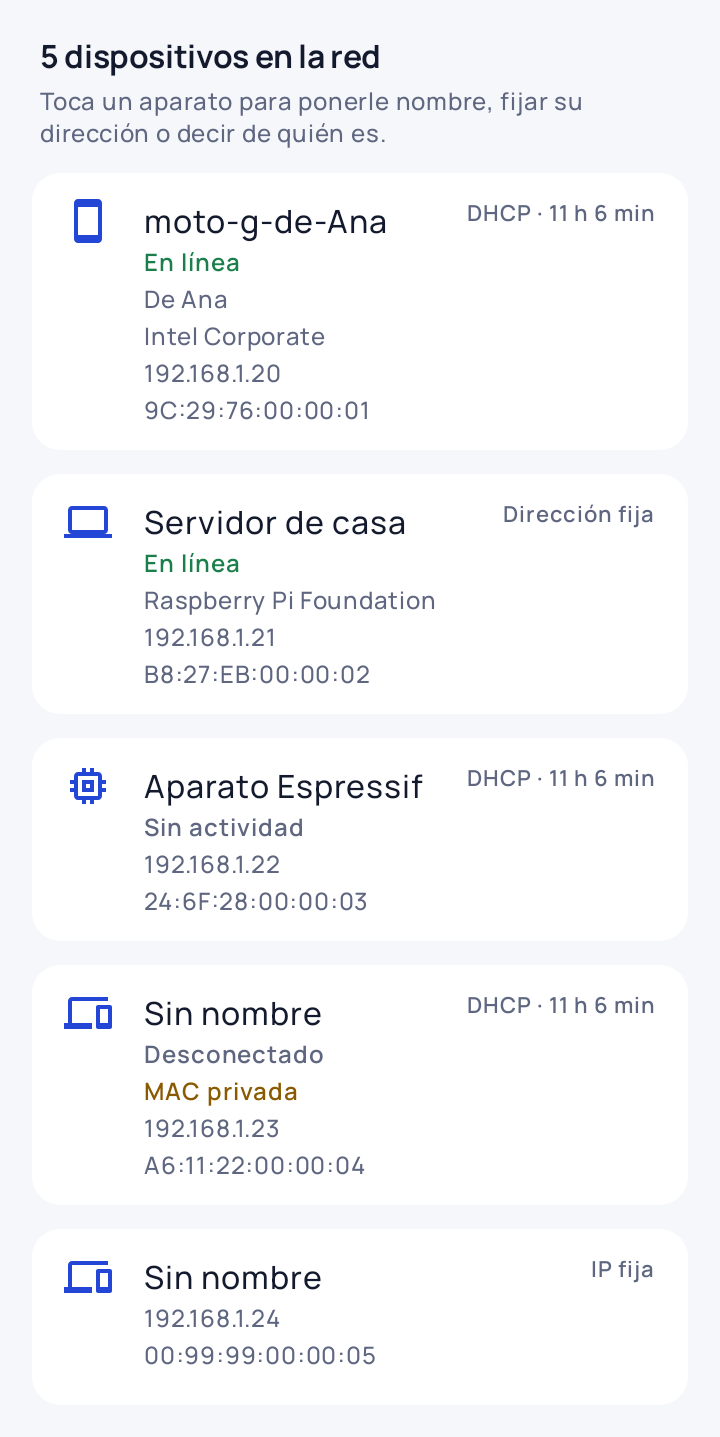 5 dispositivos en la red
Toca un aparato para ponerle nombre, fijar su
dirección o decir de quién es.
moto-g-de-Ana
DHCP · 11 h 6 min
En línea
De Ana
Intel Corporate
192.168.1.20
9C:29:76:00:00:01
Servidor de casa
Dirección fija
En línea
Raspberry Pi Foundation
192.168.1.21
B8:27:EB:00:00:02
Aparato Espressif
DHCP · 11 h 6 min
Sin actividad
192.168.1.22
24:6F:28:00:00:03
Sin nombre
DHCP · 11 h 6 min
Desconectado
MAC privada
192.168.1.23
A6:11:22:00:00:04
Sin nombre
IP fija
192.168.1.24
00:99:99:00:00:05